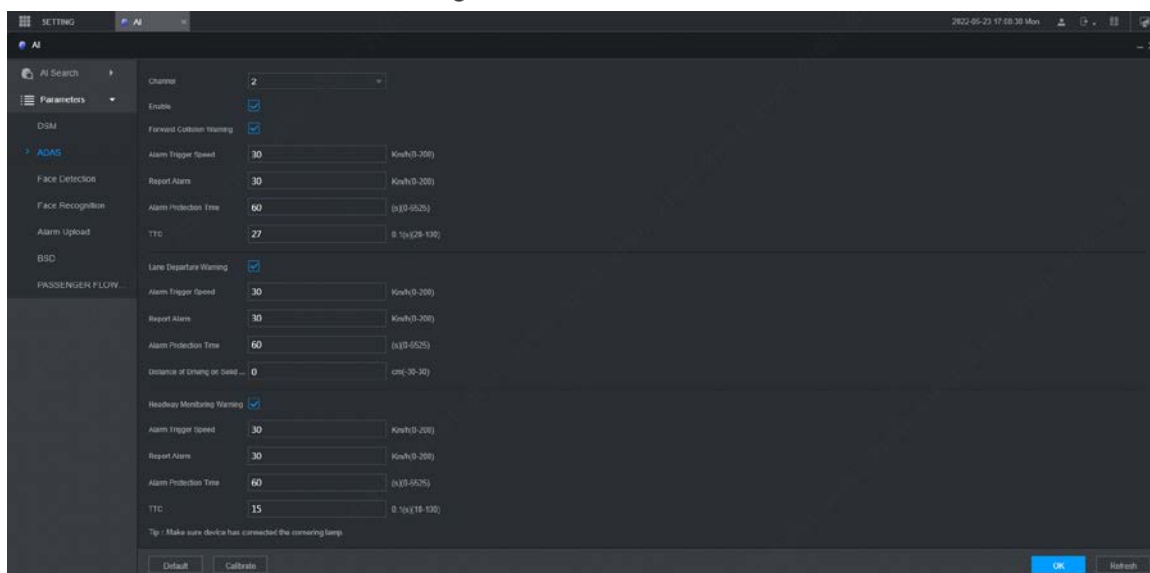 SETTING AI × 2022-05-23 17:08:30 Mon
AI
AI Search
Parameters
DSM
ADAS
Face Detection
Face Recognition
Alarm Upload
BSD
PASSENGER FLOW...
Channel 2
Enable
Forward Collision Warning
Alarm Trigger Speed 30 Km/h(0-200)
Report Alarm 30 Km/h(0-200)
Alarm Protection Time 60 (s)(0-6525)
TTC 27 0.1(s)(20-100)
Lane Departure Warning
Alarm Trigger Speed 30 Km/h(0-200)
Report Alarm 30 Km/h(0-200)
Alarm Protection Time 60 (s)(0-6525)
Distance of Driving on Solid ... 0 cm(-30-30)
Headway Monitoring Warning
Alarm Trigger Speed 30 Km/h(0-200)
Report Alarm 30 Km/h(0-200)
Alarm Protection Time 60 (s)(0-6525)
TTC 15 0.1(s)(10-100)
Tip : Make sure device has connected the cornering lamp.
Default Calibrate OK Refresh